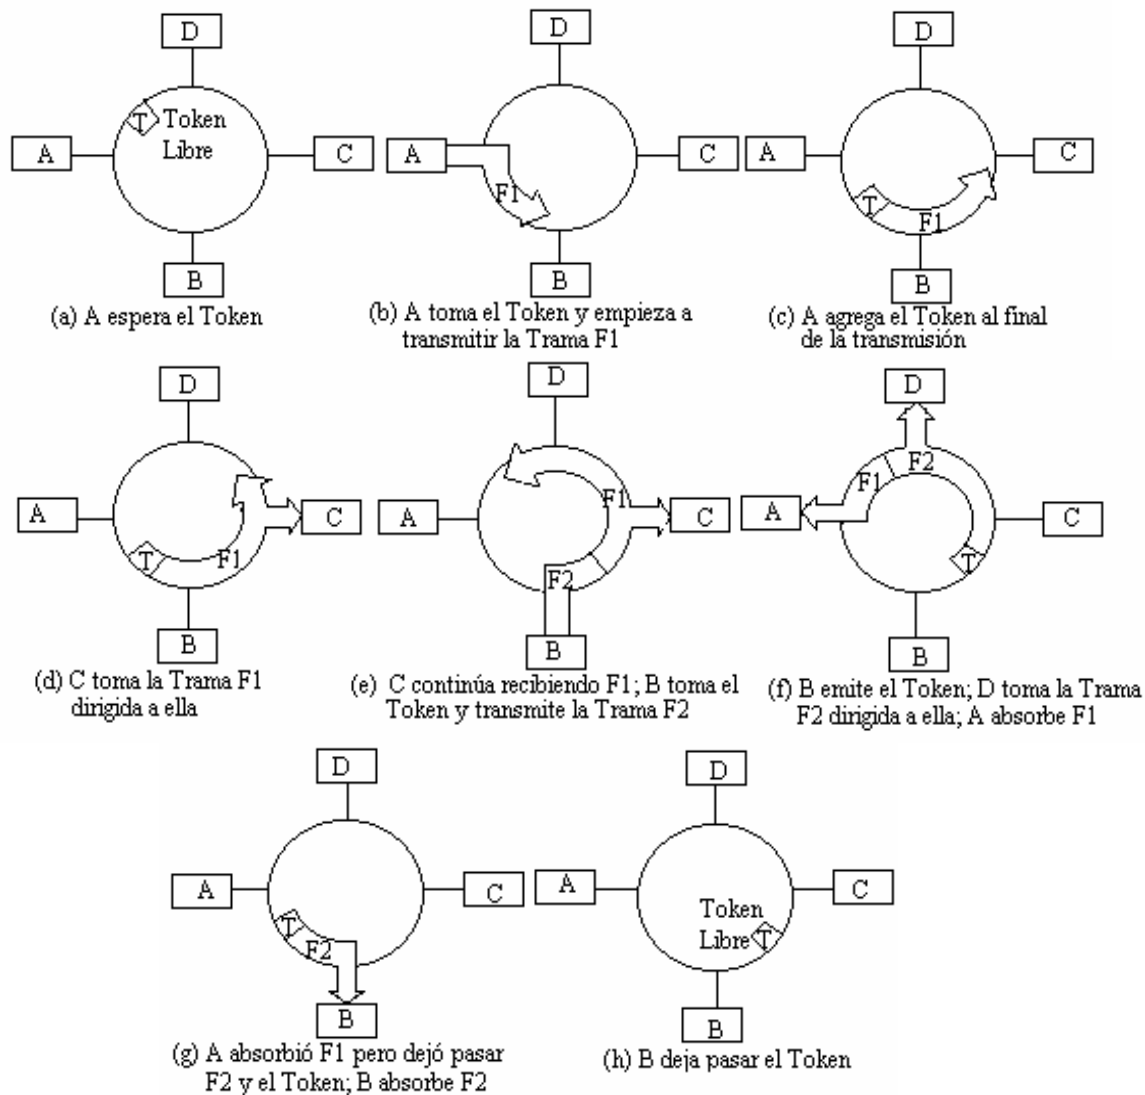 D
T Token
Libre
A
C
B
(a) A espera el Token
D
A
C
F1
B
(b) A toma el Token y empieza a
transmitir la Trama F1
D
A
C
T
F1
B
(c) A agrega el Token al final
de la transmisión
D
A
C
T
F1
B
(d) C toma la Trama F1
dirigida a ella
D
F1
A
C
F2
B
(e) C continúa recibiendo F1; B toma el
Token y transmite la Trama F2
D
F1
F2
A
C
T
B
(f) B emite el Token; D toma la Trama
F2 dirigida a ella; A absorbe F1
D
A
C
T
F2
B
(g) A absorbió F1 pero dejó pasar
F2 y el Token; B absorbe F2
D
A
C
Token
Libre T
B
(h) B deja pasar el Token